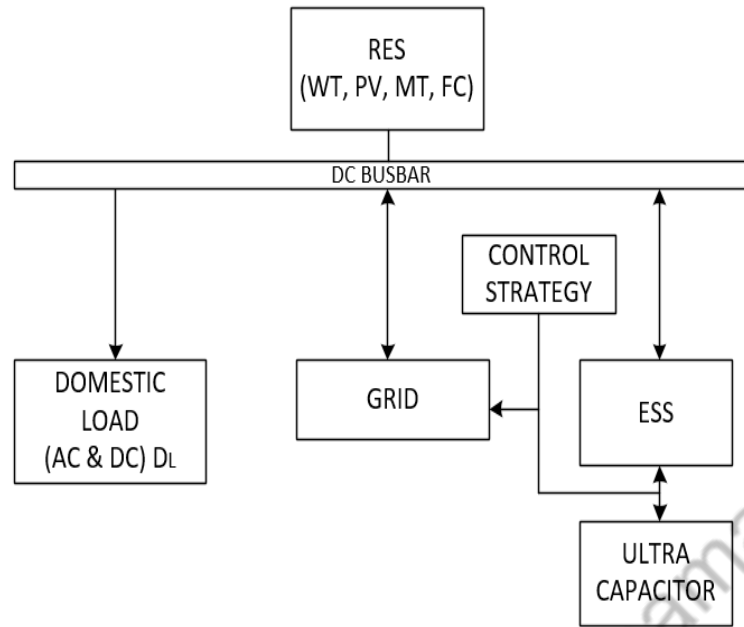 RES
(WT, PV, MT, FC)
DC BUSBAR
CONTROL
STRATEGY
DOMESTIC
LOAD
(AC & DC) DL
GRID
ESS
ULTRA
CAPACITOR